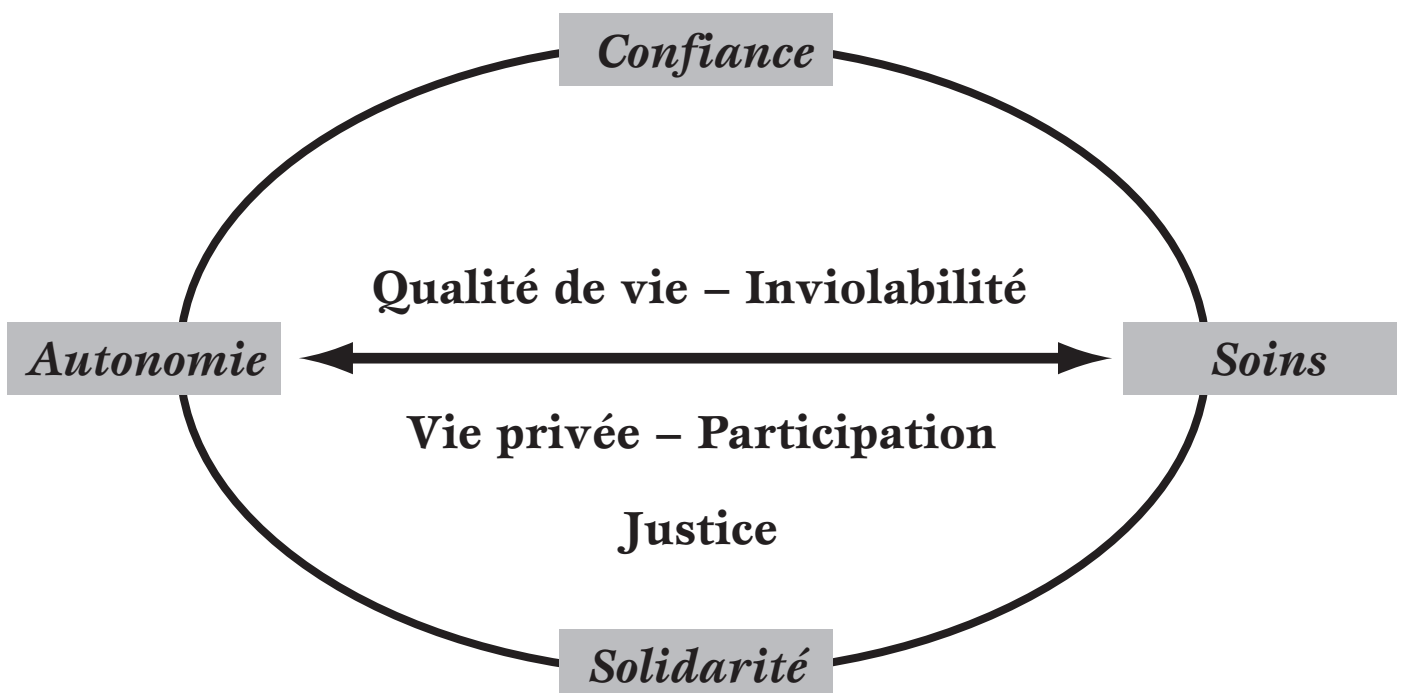 Confiance
Qualité de vie – Inviolabilité
Autonomie
Soins
Vie privée – Participation
Justice
Solidarité